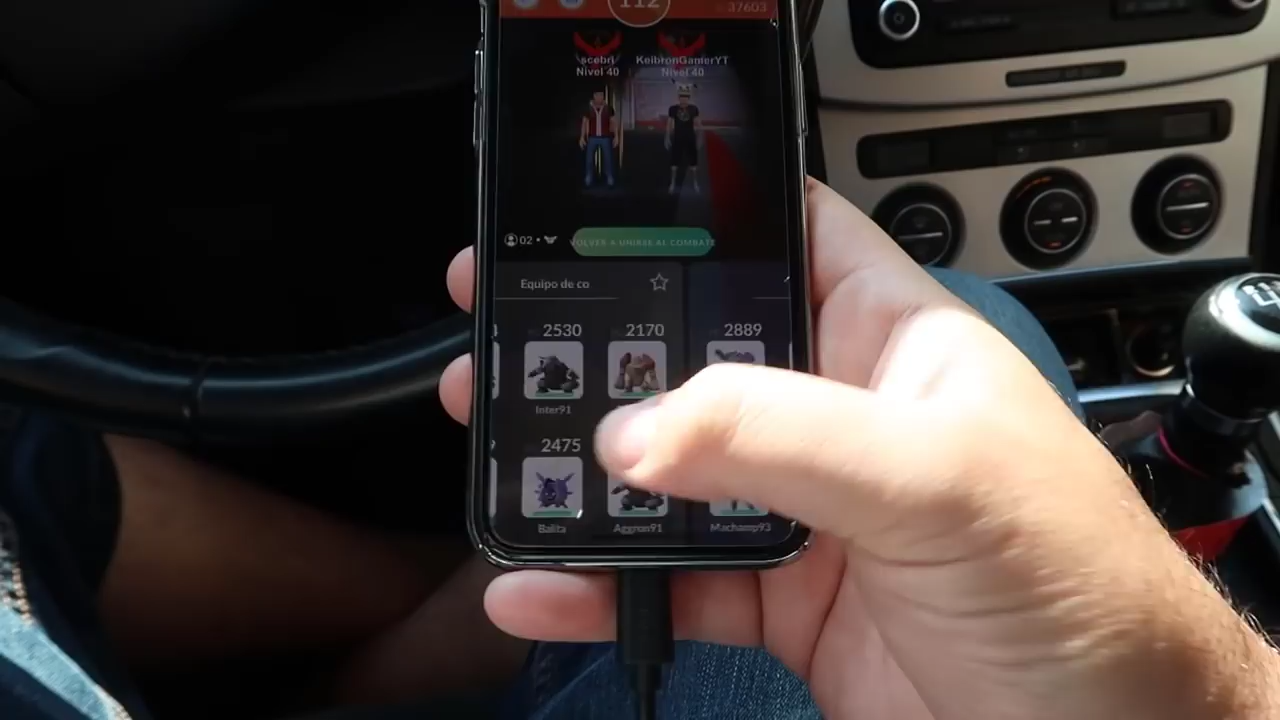 112
37603
scebri
Nivel 40
KeibronGamerYT
Nivel 40
02
VOLVER A UNIRSE AL COMBATE
Equipo de co
2530
2170
2889
Inter91
2475
Balita
Aggron91
Machamp93